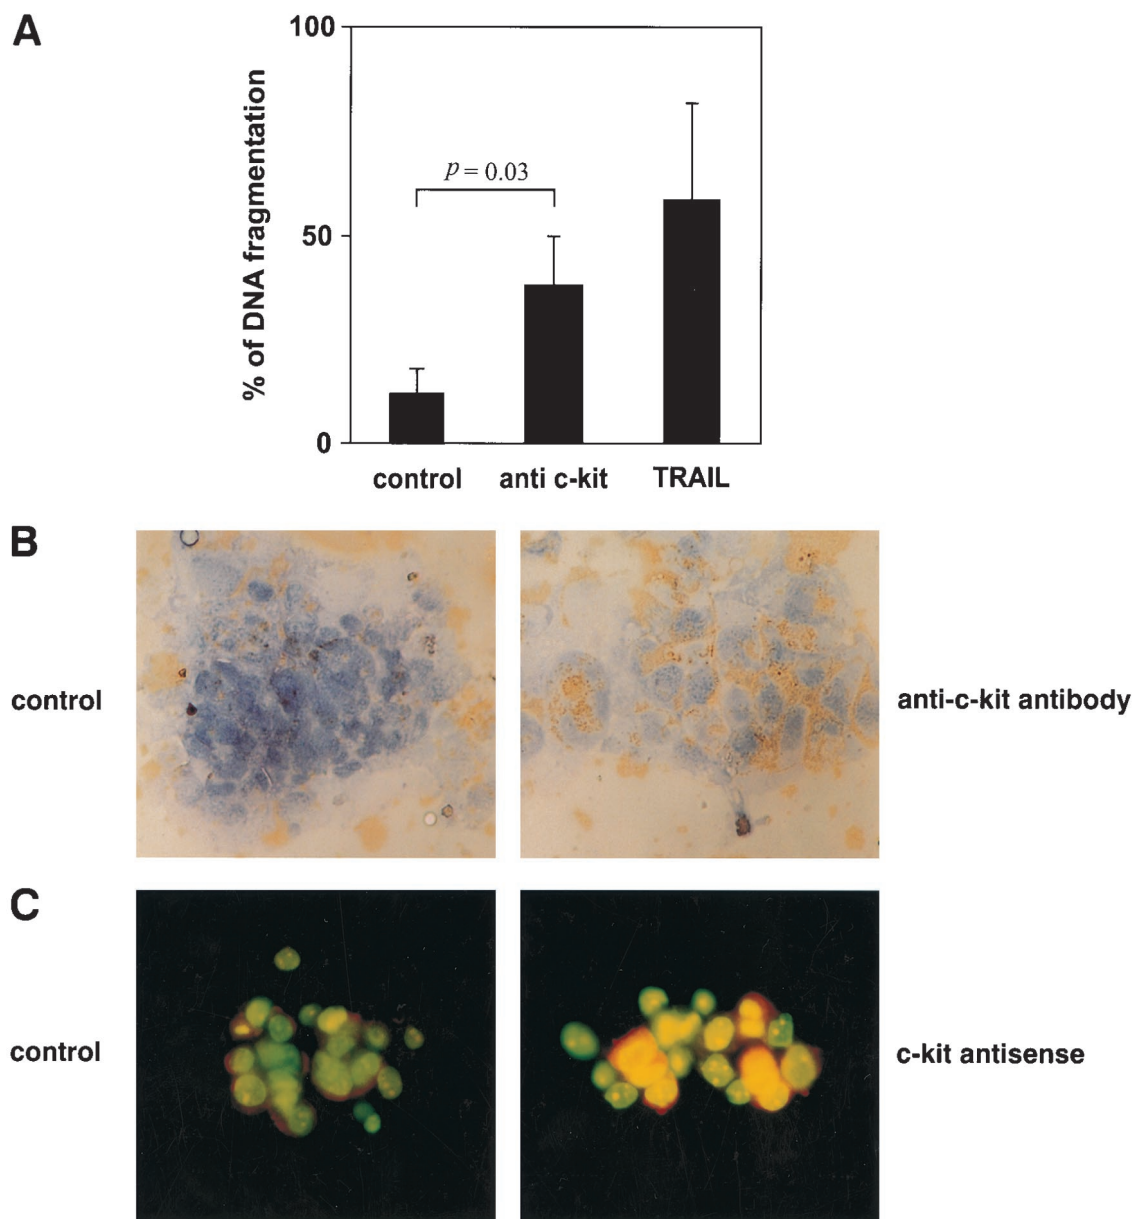 A
100
50
0
% of DNA fragmentation
p = 0.03
control
anti c-kit
TRAIL
B
control
anti-c-kit antibody
C
control
c-kit antisense